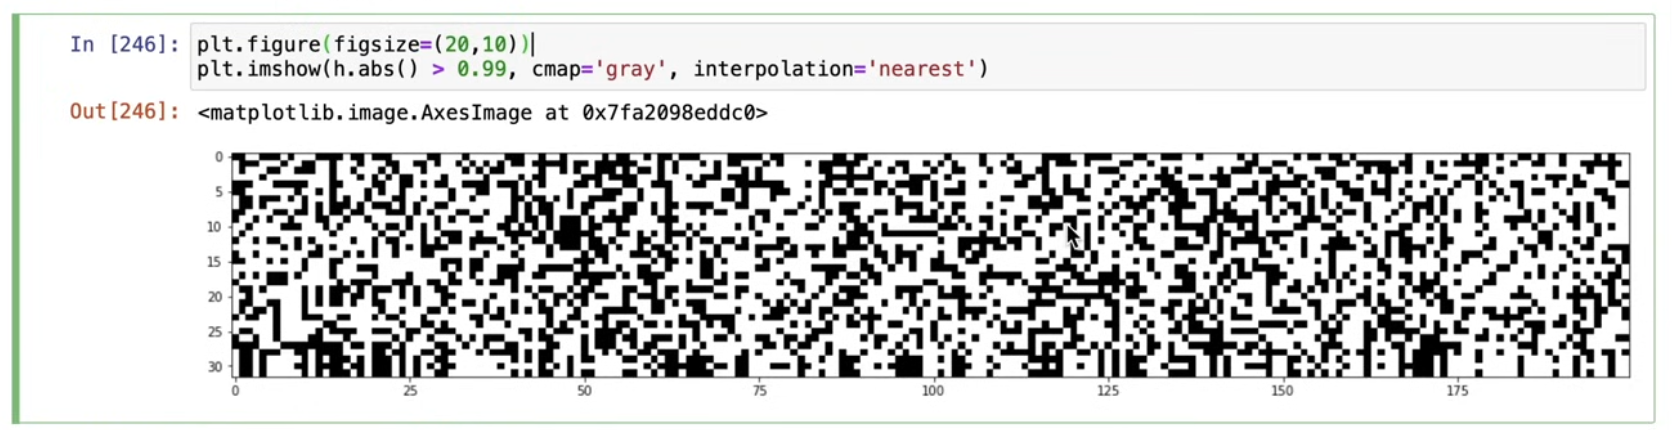 In [246]: plt.figure(figsize=(20,10))
plt.imshow(h.abs() > 0.99, cmap='gray', interpolation='nearest')
Out[246]: <matplotlib.image.AxesImage at 0x7fa2098eddc0>
0
5
10
15
20
25
30
0 25 50 75 100 125 150 175